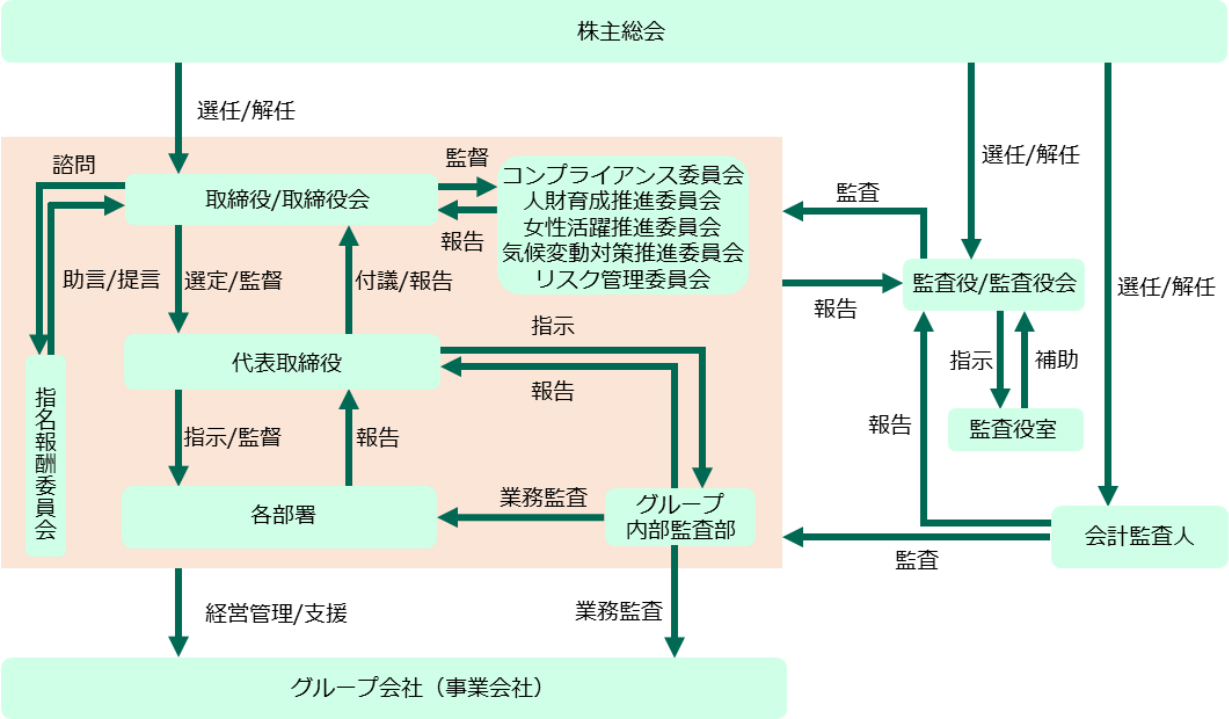 株主総会
選任/解任
選任/解任
選任/解任
諮問
取締役/取締役会
監督
報告
コンプライアンス委員会
人財育成推進委員会
女性活躍推進委員会
気候変動対策推進委員会
リスク管理委員会
監査
報告
監査役/監査役会
助言/提言
選定/監督
付議/報告
指示
報告
代表取締役
指示
補助
監査役室
指名報酬委員会
指示/監督
報告
報告
各部署
業務監査
グループ
内部監査部
会計監査人
監査
経営管理/支援
業務監査
グループ会社（事業会社）